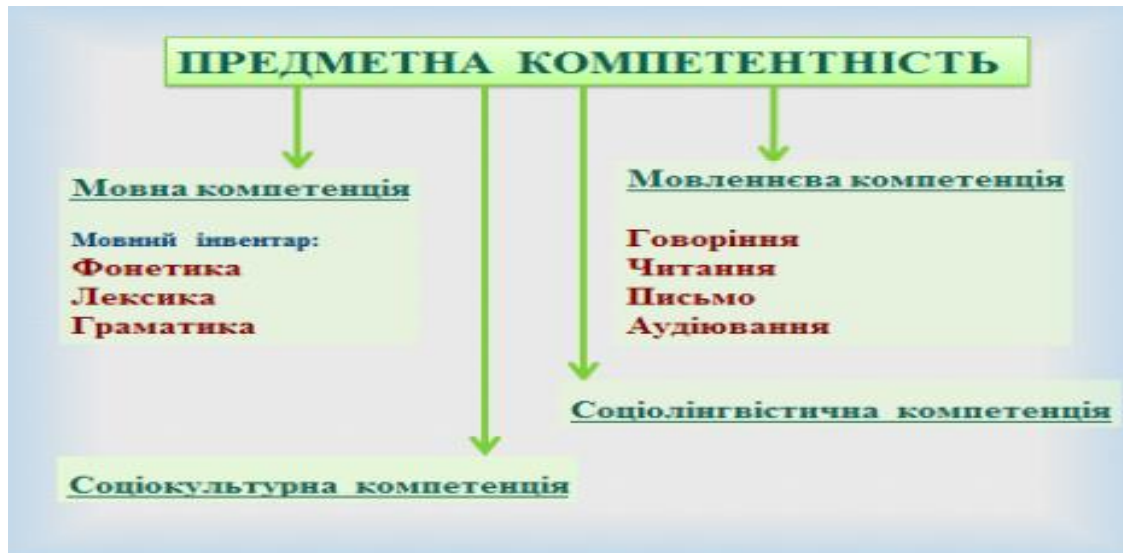 ПРЕДМЕТНА КОМПЕТЕНТНІСТЬ
Мовна компетенція
Мовний інвентар:
Фонетика
Лексика
Граматика
Мовленнєва компетенція
Говоріння
Читання
Письмо
Аудіювання
Соціолінгвістична компетенція
Соціокультурна компетенція